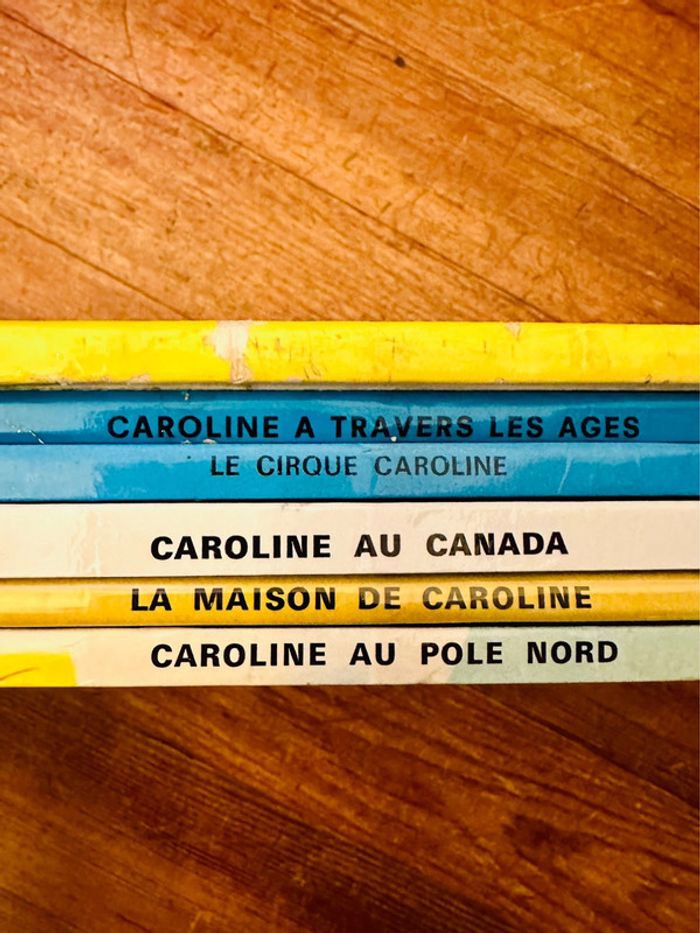 CAROLINE A TRAVERS LES AGES
LE CIRQUE CAROLINE
CAROLINE AU CANADA
LA MAISON DE CAROLINE
CAROLINE AU POLE NORD